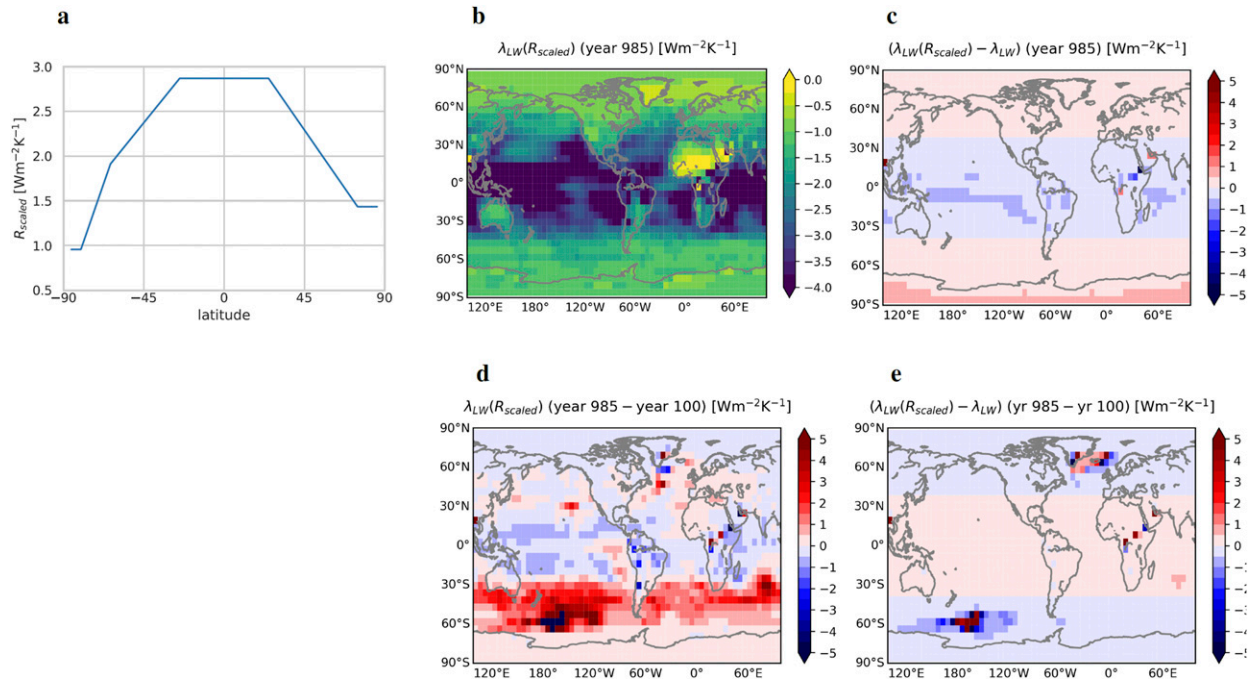 a
3.0
2.5
2.0
1.5
1.0
0.5
R_scaled [Wm⁻²K⁻¹]
−90 −45 0 45 90
latitude
b
λ_LW(R_scaled) (year 985) [Wm⁻²K⁻¹]
90°N
60°N
30°N
0°
30°S
60°S
90°S
120°E 180° 120°W 60°W 0° 60°E
0.0
−0.5
−1.0
−1.5
−2.0
−2.5
−3.0
−3.5
−4.0
c
(λ_LW(R_scaled) − λ_LW) (year 985) [Wm⁻²K⁻¹]
90°N
60°N
30°N
0°
30°S
60°S
90°S
120°E 180° 120°W 60°W 0° 60°E
5
4
3
2
1
0
−1
−2
−3
−4
−5
d
λ_LW(R_scaled) (year 985 − year 100) [Wm⁻²K⁻¹]
90°N
60°N
30°N
0°
30°S
60°S
90°S
120°E 180° 120°W 60°W 0° 60°E
5
4
3
2
1
0
−1
−2
−3
−4
−5
e
(λ_LW(R_scaled) − λ_LW) (yr 985 − yr 100) [Wm⁻²K⁻¹]
90°N
60°N
30°N
0°
30°S
60°S
90°S
120°E 180° 120°W 60°W 0° 60°E
5
4
3
2
1
0
−1
−2
−3
−4
−5